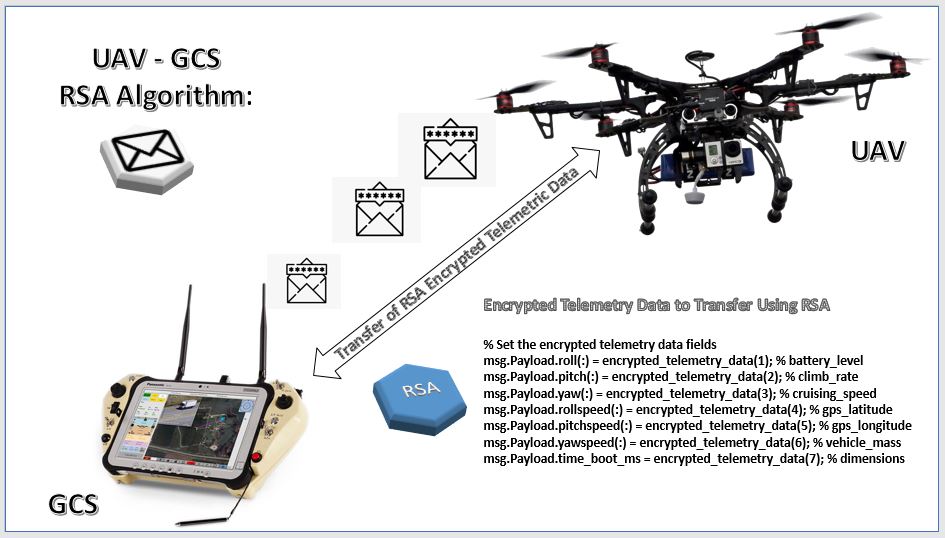 UAV - GCS
RSA Algorithm:
UAV
Transfer of RSA Encrypted Telemetric Data
RSA
GCS
Encrypted Telemetry Data to Transfer Using RSA
% Set the encrypted telemetry data fields
msg.Payload.roll(:) = encrypted_telemetry_data(1); % battery_level
msg.Payload.pitch(:) = encrypted_telemetry_data(2); % climb_rate
msg.Payload.yaw(:) = encrypted_telemetry_data(3); % cruising_speed
msg.Payload.rollspeed(:) = encrypted_telemetry_data(4); % gps_latitude
msg.Payload.pitchspeed(:) = encrypted_telemetry_data(5); % gps_longitude
msg.Payload.yawspeed(:) = encrypted_telemetry_data(6); % vehicle_mass
msg.Payload.time_boot_ms = encrypted_telemetry_data(7); % dimensions